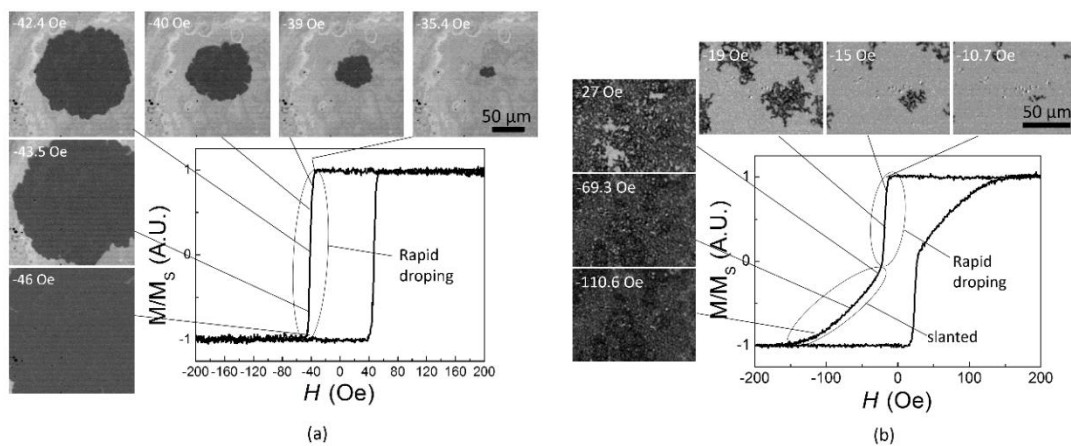 -42.4 Oe
-40 Oe
-39 Oe
-35.4 Oe
50 µm
-43.5 Oe
-46 Oe
M/M_S (A.U.)
1
0
-1
Rapid
droping
-200 -160 -120 -80 -40 0 40 80 120 160 200
H (Oe)
(a)
-19 Oe
-15 Oe
-10.7 Oe
50 µm
-27 Oe
-69.3 Oe
-110.6 Oe
M/M_S (A.U.)
1
0
-1
Rapid
droping
slanted
-200 -100 0 100 200
H (Oe)
(b)